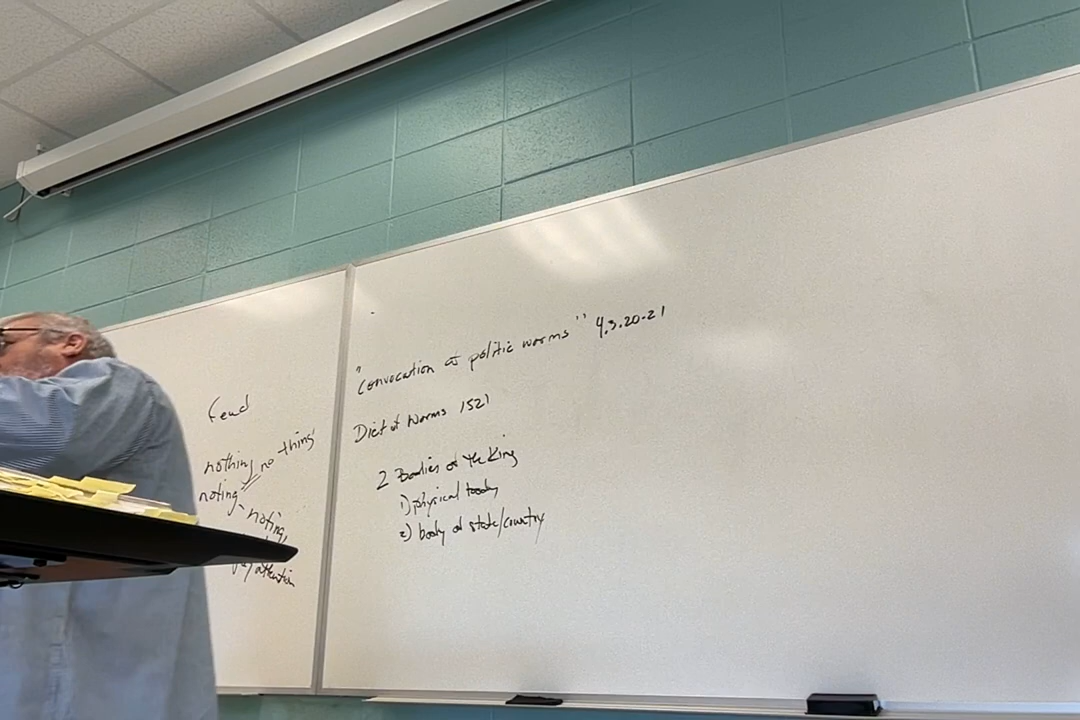 Feud
nothing no thing
noting - noting,
pay attention
"Convocation of politic worms" 4.3.20-21
Diet of Worms 1521
2 Bodies of the King
1) physical body
2) body of state/country